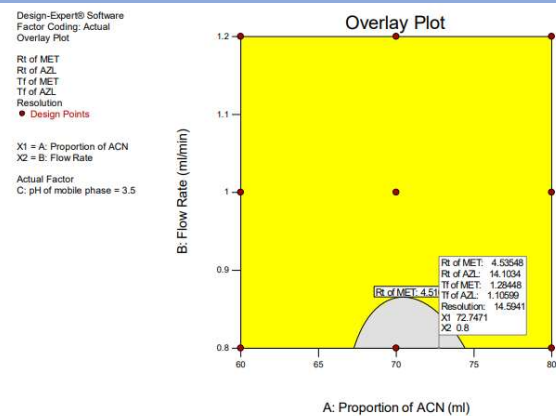 Design-Expert® Software
Factor Coding: Actual
Overlay Plot
Rt of MET
Rt of AZL
Tf of MET
Tf of AZL
Resolution
Design Points
X1 = A: Proportion of ACN
X2 = B: Flow Rate
Actual Factor
C: pH of mobile phase = 3.5
Overlay Plot
B: Flow Rate (ml/min)
1.2
1.1
1
0.9
0.8
Rt of MET: 4.51
Rt of MET: 4.53548
Rt of AZL: 14.1034
Tf of MET: 1.28448
Tf of AZL: 1.10599
Resolution: 14.5941
X1 72.7471
X2 0.8
60 65 70 75 80
A: Proportion of ACN (ml)